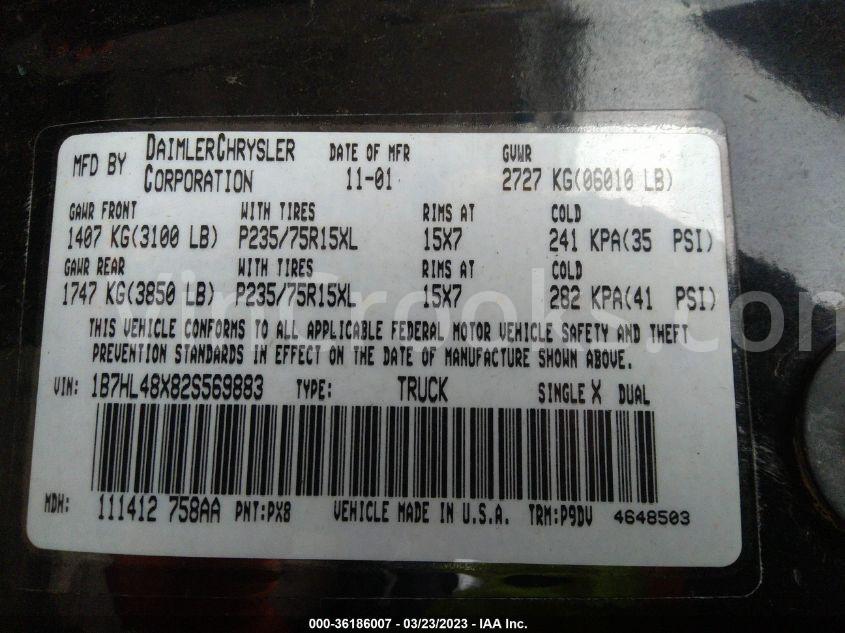 MFD BY DAIMLERCHRYSLER CORPORATION DATE OF MFR 11-01 GVWR 2727 KG(06010 LB)
GAWR FRONT WITH TIRES RIMS AT COLD
1407 KG(3100 LB) P235/75R15XL 15X7 241 KPA(35 PSI)
GAWR REAR WITH TIRES RIMS AT COLD
1747 KG(3850 LB) P235/75R15XL 15X7 282 KPA(41 PSI)
THIS VEHICLE CONFORMS TO ALL APPLICABLE FEDERAL MOTOR VEHICLE SAFETY AND THEFT
PREVENTION STANDARDS IN EFFECT ON THE DATE OF MANUFACTURE SHOWN ABOVE.
VIN: 1B7HL48X82S569883 TYPE: TRUCK SINGLE X DUAL
MDH: 111412 758AA PNT:PX8 VEHICLE MADE IN U.S.A. TRM:P9DV 4648503
VinCrooks.com
000-36186007 - 03/23/2023 - IAA Inc.